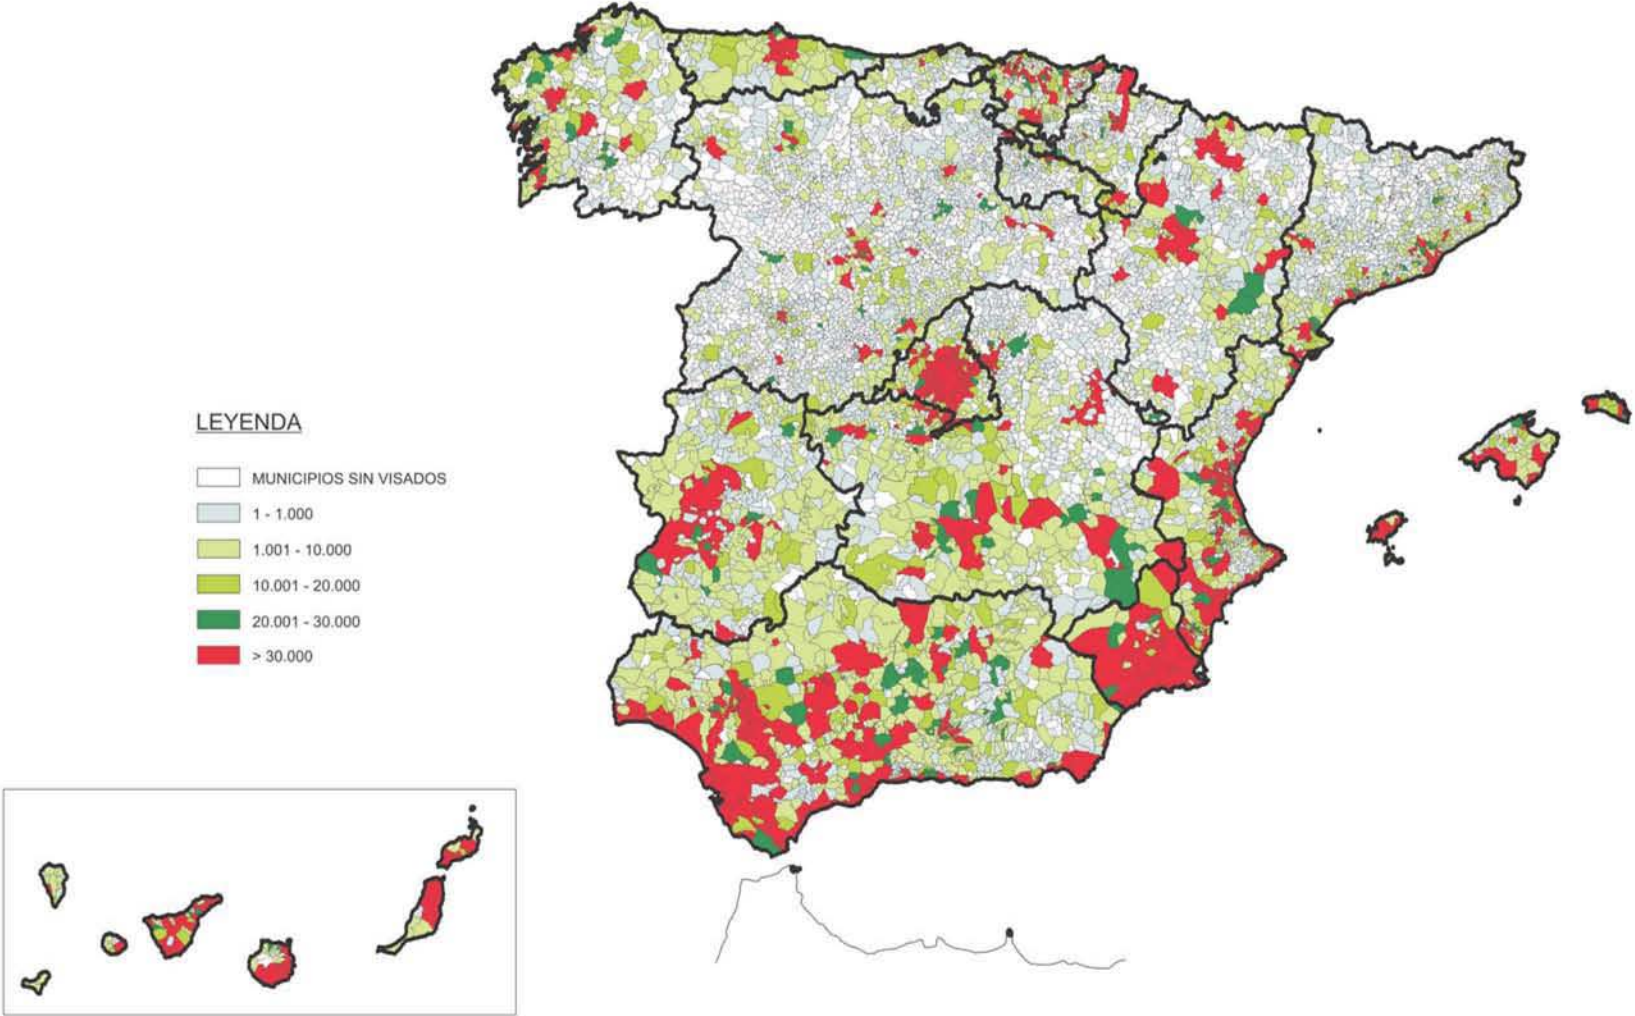 LEYENDA
MUNICIPIOS SIN VISADOS
1 - 1.000
1.001 - 10.000
10.001 - 20.000
20.001 - 30.000
> 30.000